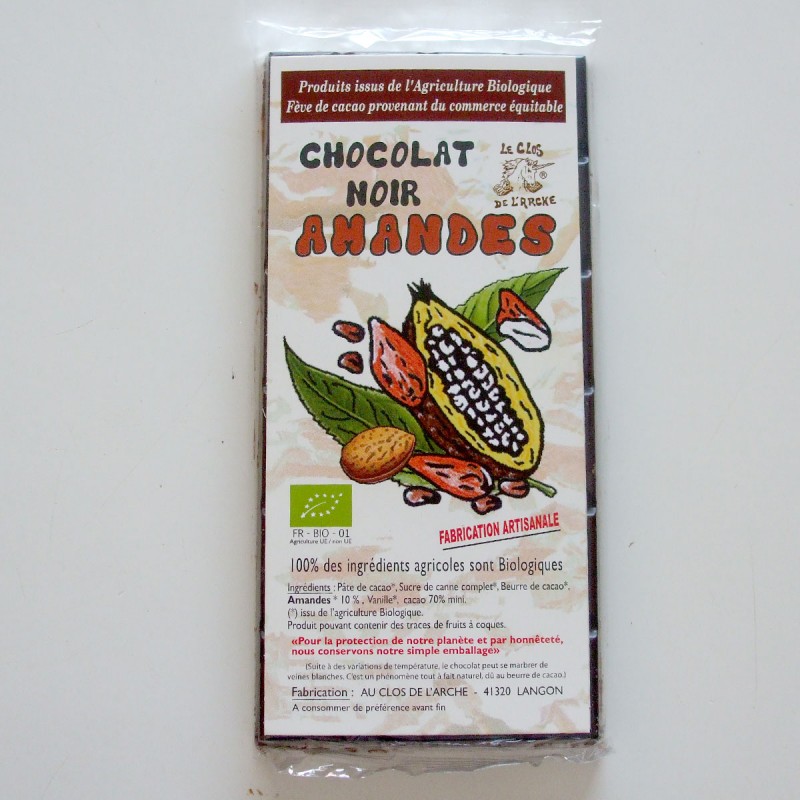 Produits issus de l'Agriculture Biologique
Fève de cacao provenant du commerce équitable
CHOCOLAT
NOIR
AMANDES
LE CLOS
®
DE L'ARCHE
FR - BIO - 01
Agriculture UE / non UE
FABRICATION ARTISANALE
100% des ingrédients agricoles sont Biologiques
Ingrédients : Pâte de cacao*, Sucre de canne complet*, Beurre de cacao*,
Amandes * 10 % , Vanille*, cacao 70% mini.
(*) issu de l'agriculture Biologique.
Produit pouvant contenir des traces de fruits à coques.
«Pour la protection de notre planète et par honnêteté,
nous conservons notre simple emballage»
(Suite à des variations de température, le chocolat peut se marbrer de
veines blanches. C'est un phénomène tout à fait naturel, dû au beurre de cacao.)
Fabrication : AU CLOS DE L'ARCHE - 41320 LANGON
A consommer de préférence avant fin